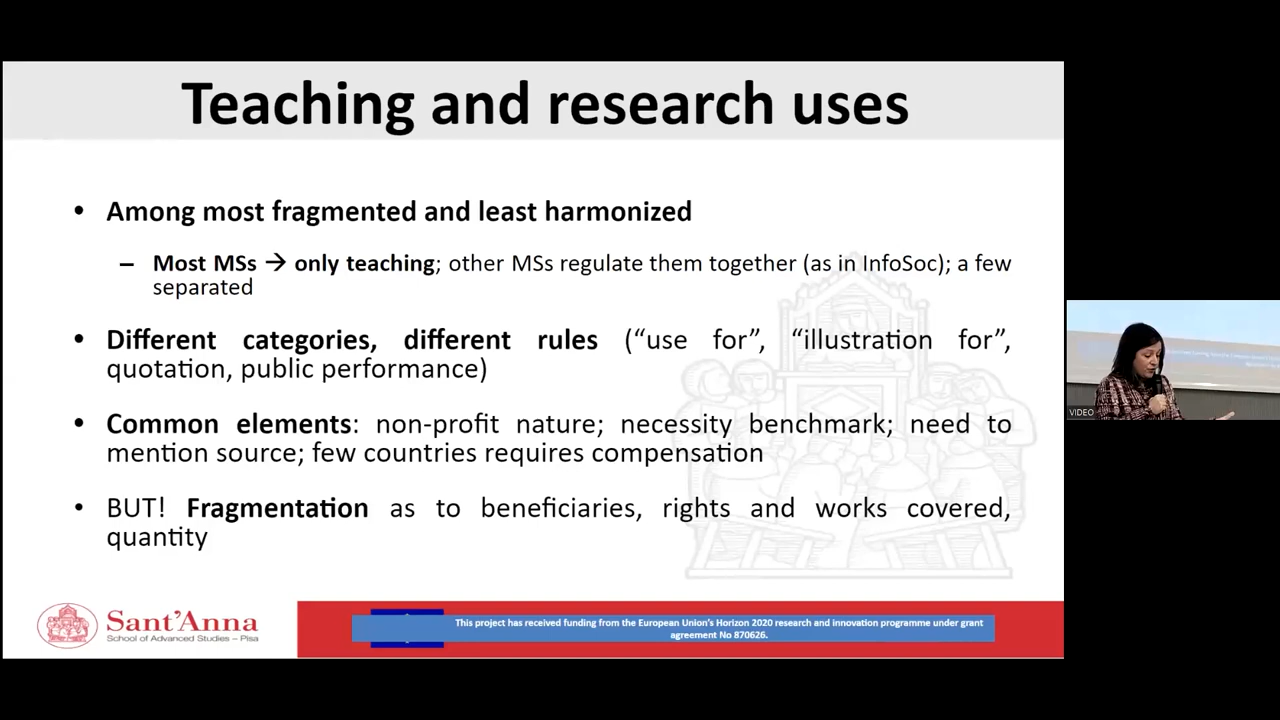 Teaching and research uses
• Among most fragmented and least harmonized
– Most MSs → only teaching; other MSs regulate them together (as in InfoSoc); a few
separated
• Different categories, different rules (“use for”, “illustration for”,
quotation, public performance)
• Common elements: non-profit nature; necessity benchmark; need to
mention source; few countries requires compensation
• BUT! Fragmentation as to beneficiaries, rights and works covered,
quantity
VIDEO
Sant’Anna
School of Advanced Studies – Pisa
This project has received funding from the European Union’s Horizon 2020 research and innovation programme under grant
agreement No 870626.